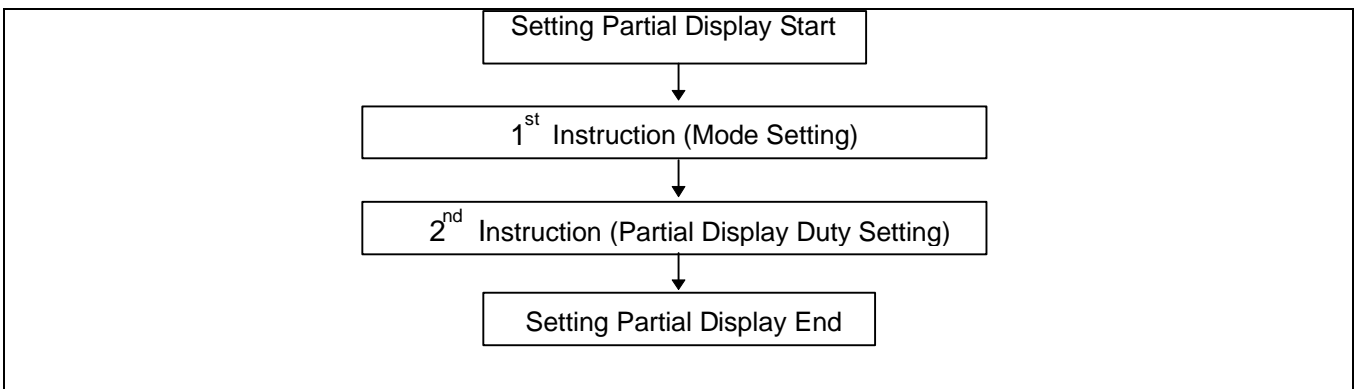 Setting Partial Display Start
1st Instruction (Mode Setting)
2nd Instruction (Partial Display Duty Setting)
Setting Partial Display End